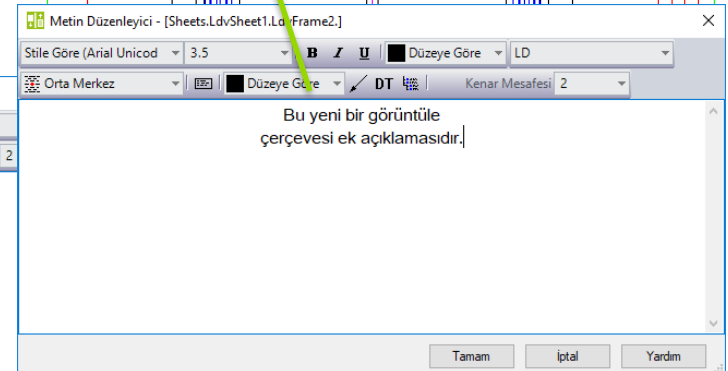 Metin Düzenleyici - [Sheets.LdvSheet1.LdvFrame2.]
Stile Göre (Arial Unicod 3.5 B I U Düzeye Göre LD
Orta Merkez Düzeye Göre DT Kenar Mesafesi 2
2
Bu yeni bir görüntüle
çerçevesi ek açıklamasıdır.
Tamam İptal Yardım